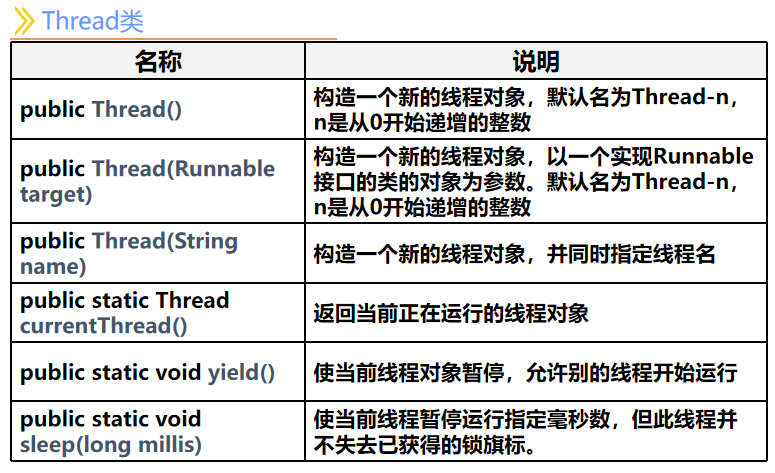 Thread类
名称
说明
public Thread()
构造一个新的线程对象，默认名为Thread-n，
n是从0开始递增的整数
public Thread(Runnable
target)
构造一个新的线程对象，以一个实现Runnable
接口的类的对象为参数。默认名为Thread-n，
n是从0开始递增的整数
public Thread(String
name)
构造一个新的线程对象，并同时指定线程名
public static Thread
currentThread()
返回当前正在运行的线程对象
public static void yield()
使当前线程对象暂停，允许别的线程开始运行
public static void
sleep(long millis)
使当前线程暂停运行指定毫秒数，但此线程并
不失去已获得的锁旗标。